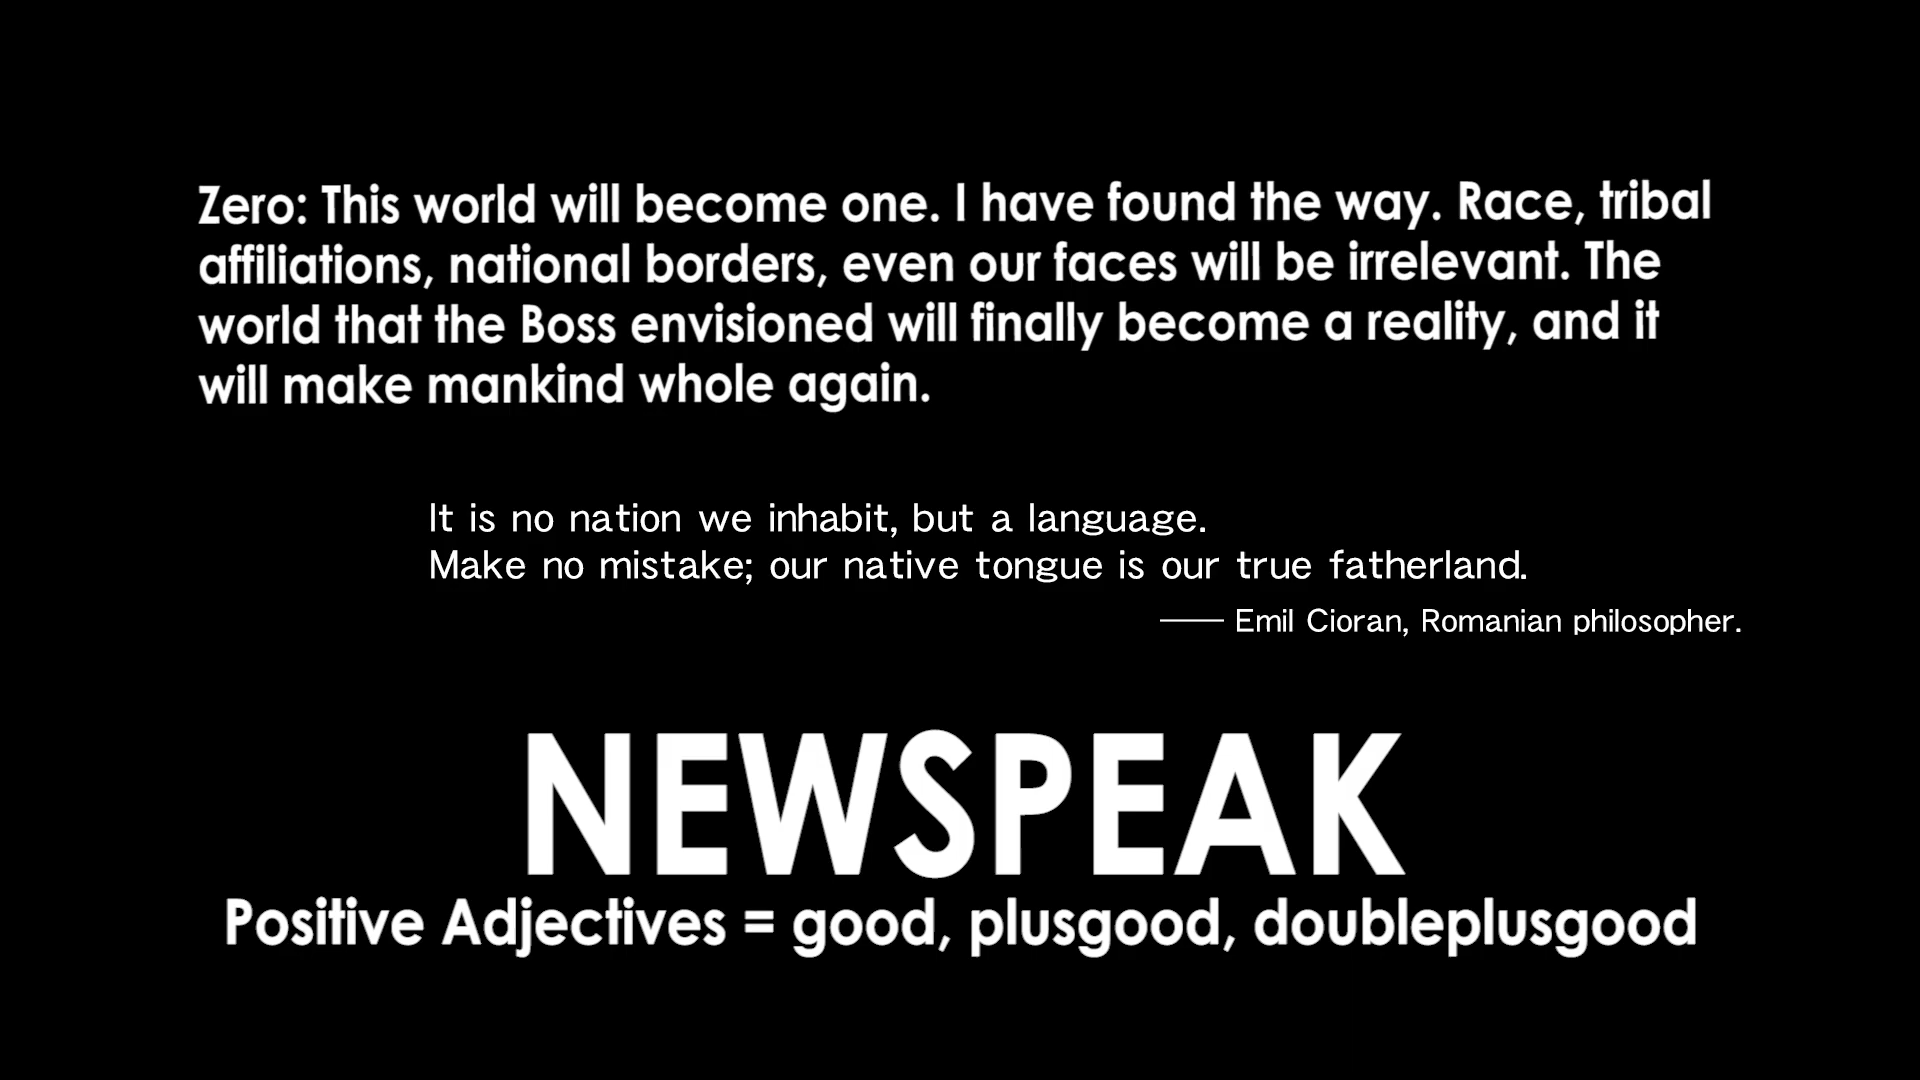 Zero: This world will become one. I have found the way. Race, tribal
affiliations, national borders, even our faces will be irrelevant. The
world that the Boss envisioned will finally become a reality, and it
will make mankind whole again.
It is no nation we inhabit, but a language.
Make no mistake; our native tongue is our true fatherland.
—— Emil Cioran, Romanian philosopher.
NEWSPEAK
Positive Adjectives = good, plusgood, doubleplusgood